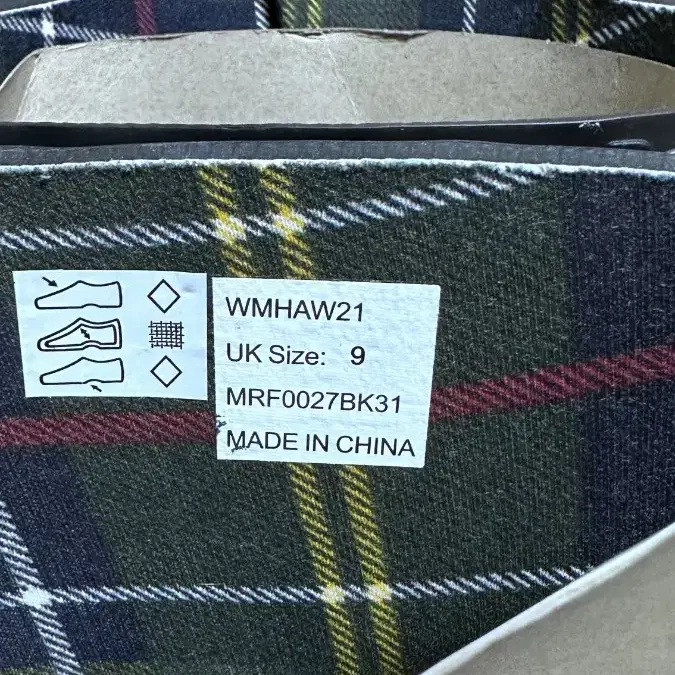 WMHAW21
UK Size: 9
MRF0027BK31
MADE IN CHINA